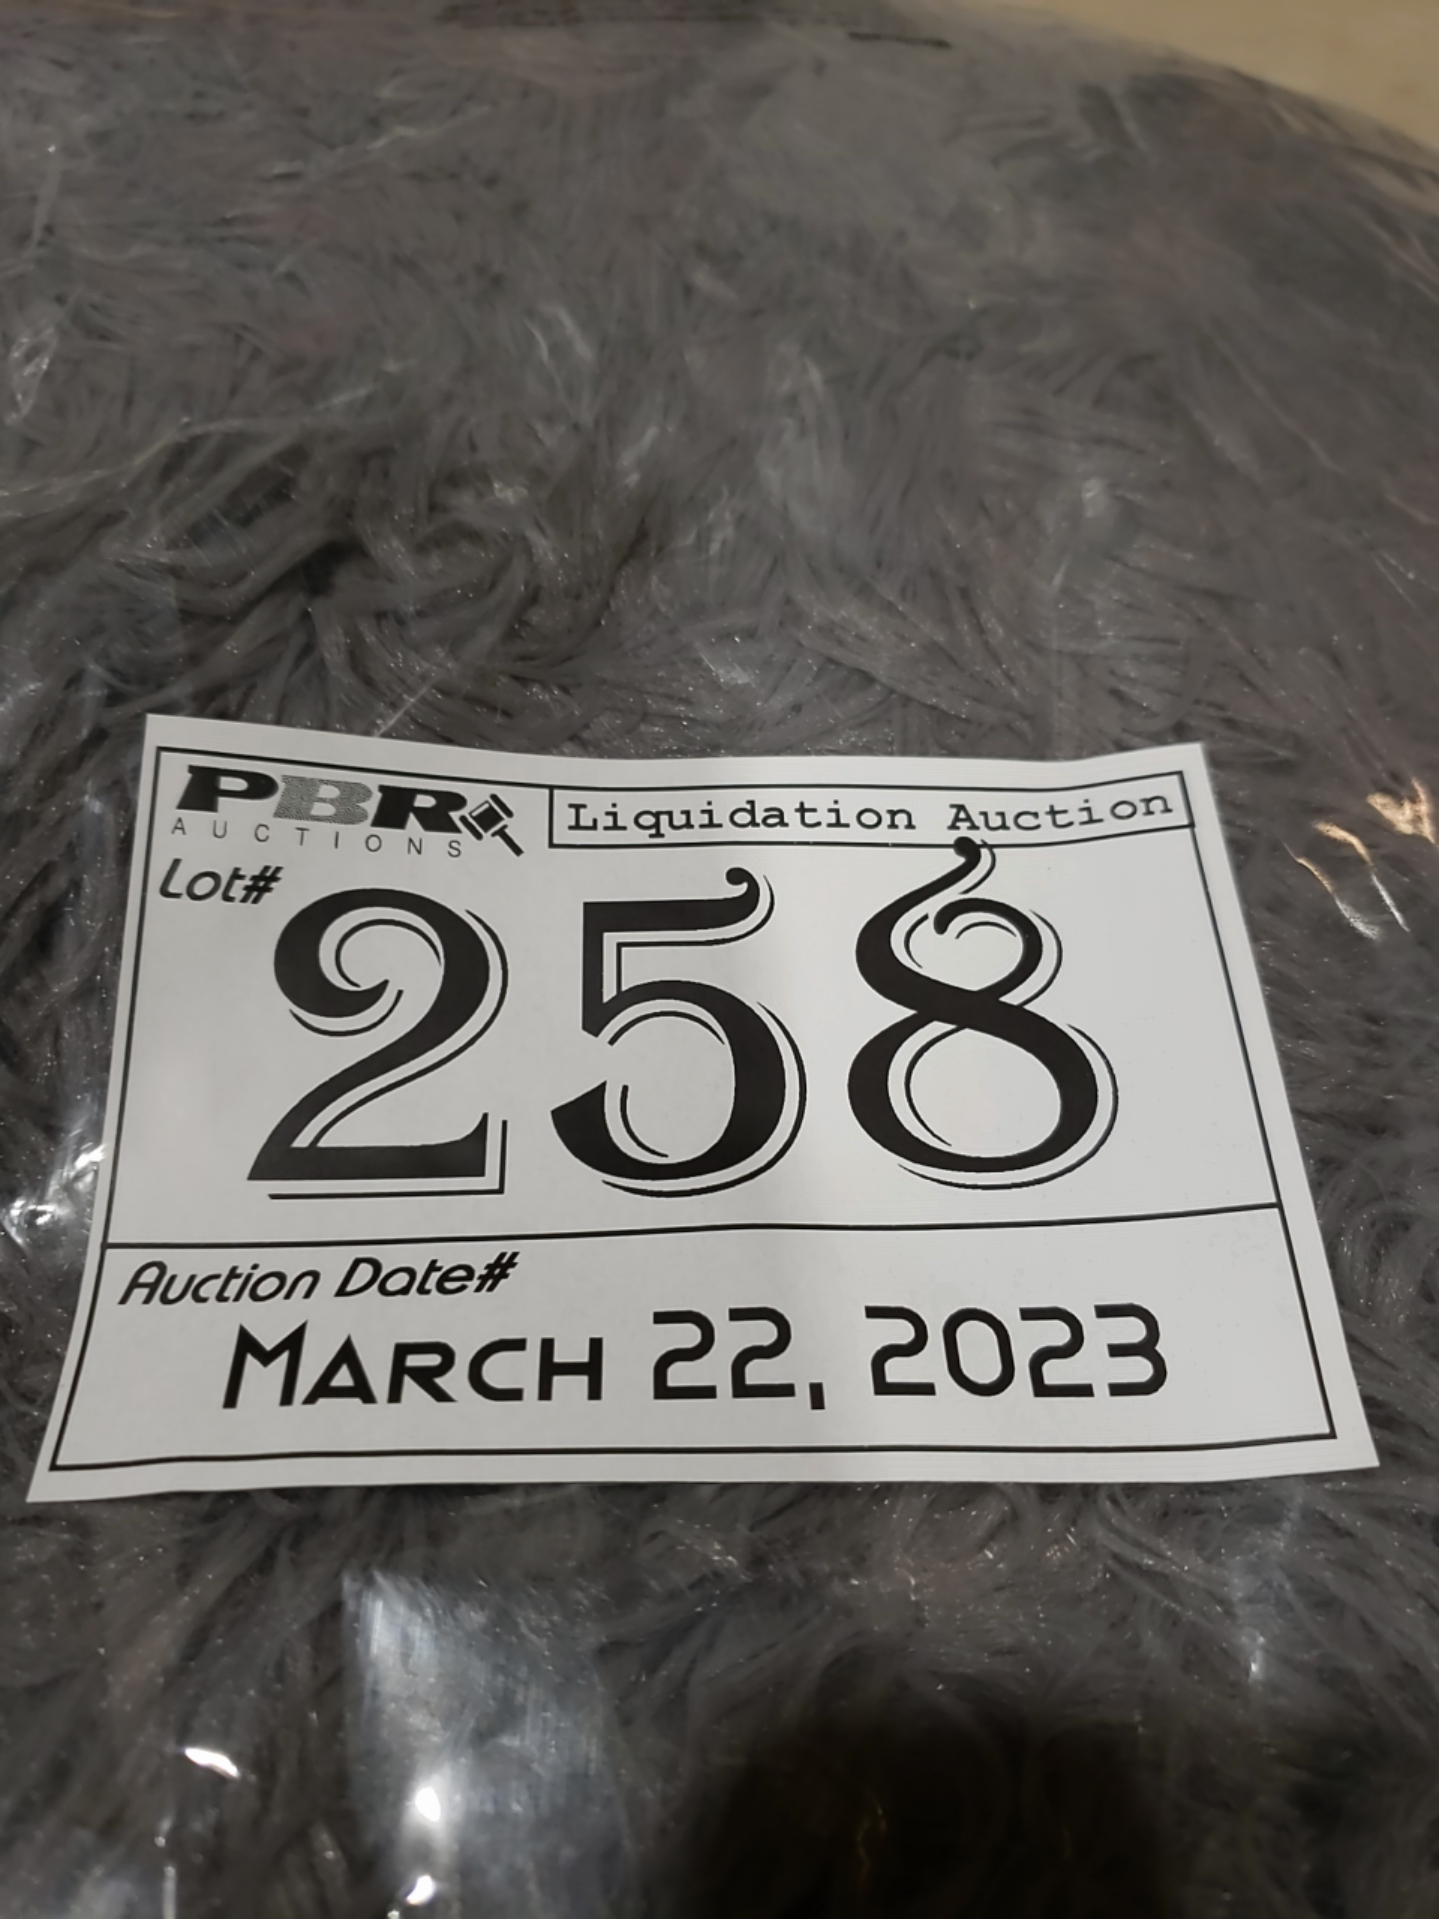 PBR
AUCTIONS
Liquidation Auction
Lot#
258
Auction Date#
MARCH 22, 2023